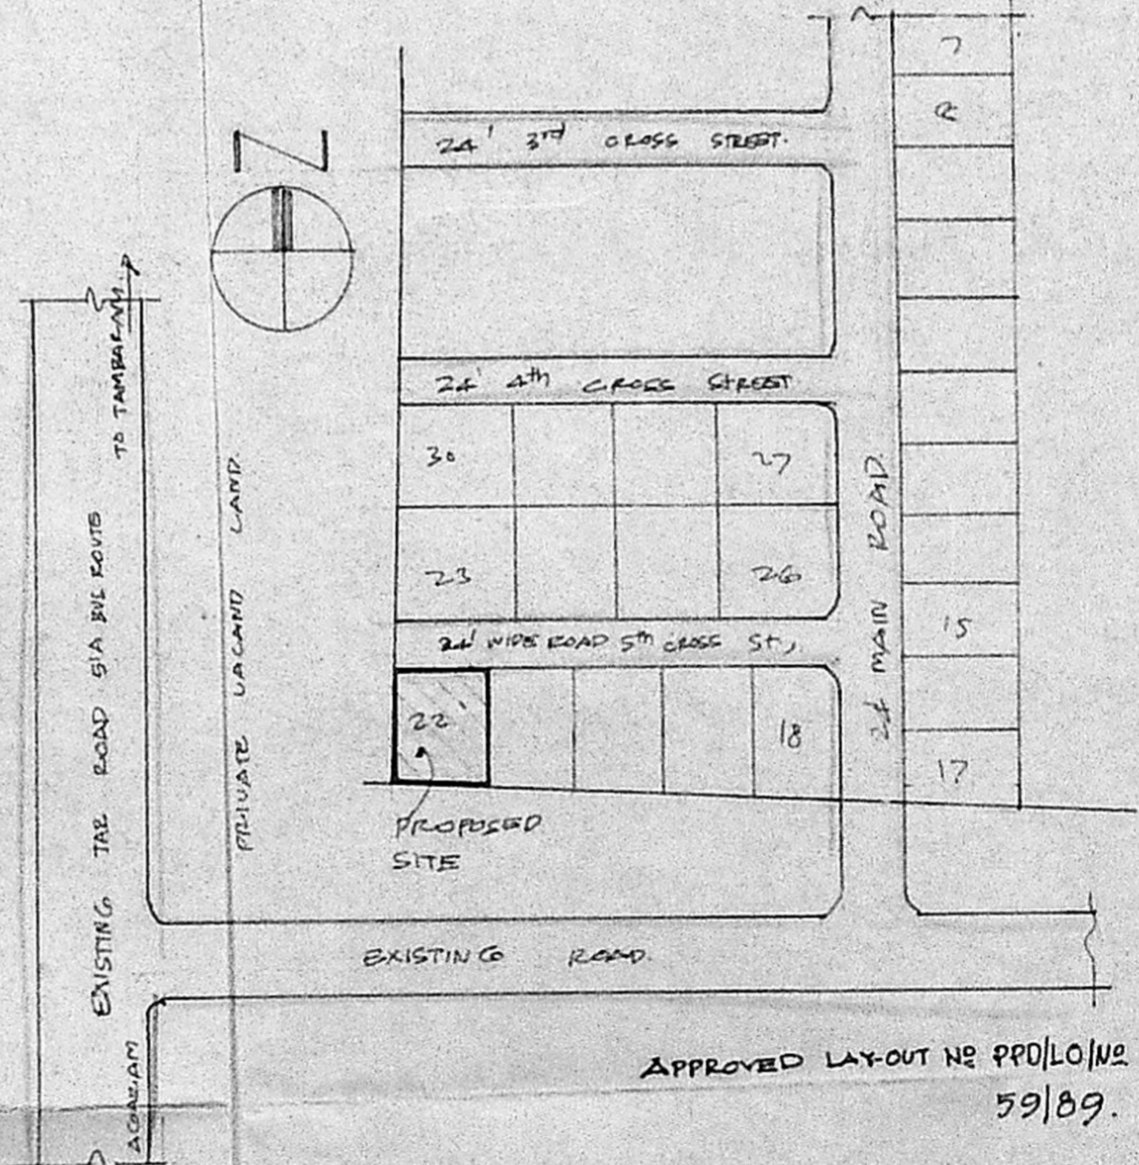 7
8
24' 3rd CROSS STREET.
N
TO TAMBARAM.
24' 4th CROSS STREET
30
27
23
26
EXISTING TAR ROAD 51A BUS ROUTE
PRIVATE VACAND LAND.
24' MAIN ROAD.
24' WIDE ROAD 5th CROSS St,
15
22'
18
17
PROPOSED
SITE
EXISTING ROAD.
APPROVED LAY-OUT Nº PPD/LO/Nº
59/89.